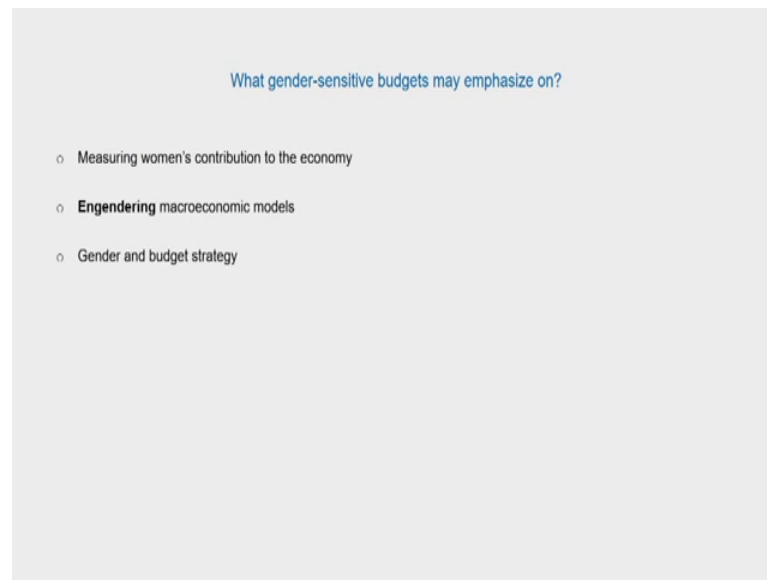 What gender-sensitive budgets may emphasize on?
Measuring women's contribution to the economy
Engendering macroeconomic models
Gender and budget strategy